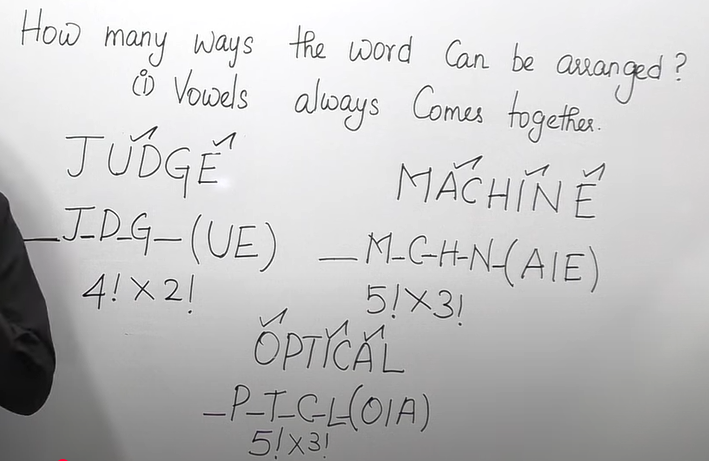 How many ways the word Can be arranged?
(i) Vowels always Comes together.
JUDGE
_J_D_G_(UE)
4! X 2!
MACHINE
_M_C_H_N_(AIE)
5! X 3!
OPTICAL
_P_T_C_L(OIA)
5! X 3!